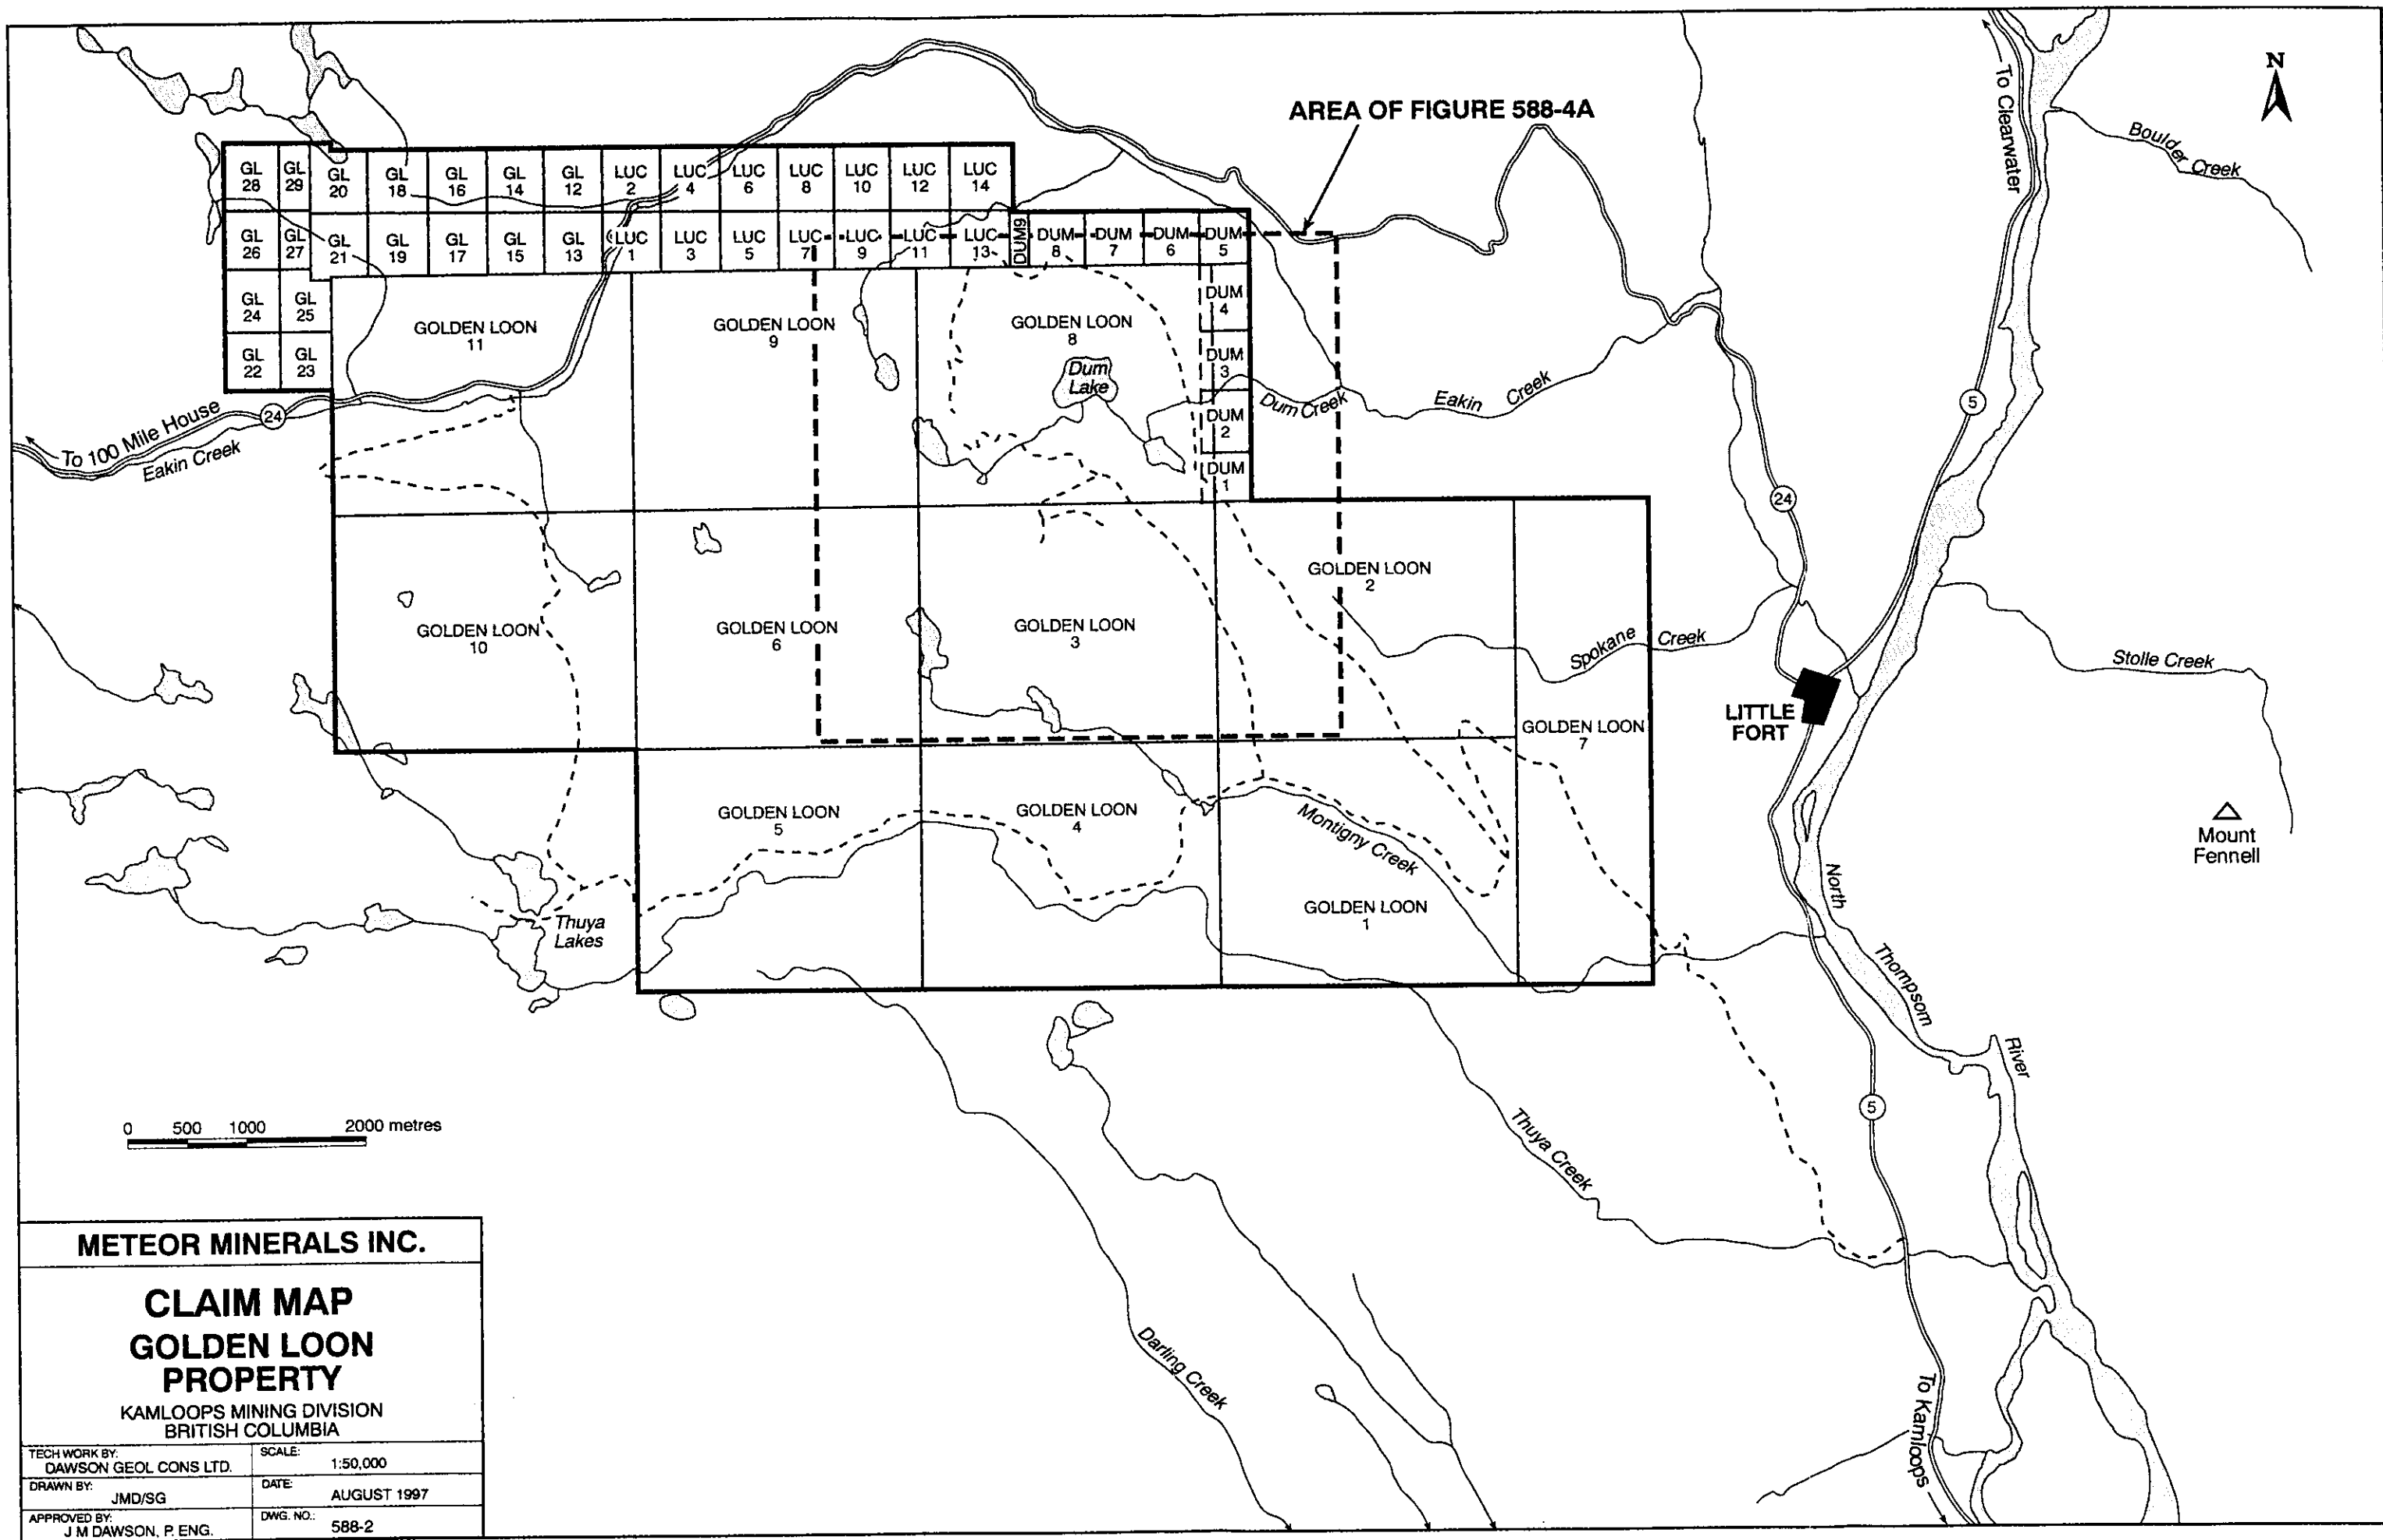 N
To Clearwater
Boulder Creek
AREA OF FIGURE 588-4A
GL 28
GL 29
GL 20
GL 18
GL 16
GL 14
GL 12
LUC 2
LUC 4
LUC 6
LUC 8
LUC 10
LUC 12
LUC 14
GL 26
GL 27
GL 21
GL 19
GL 17
GL 15
GL 13
LUC 1
LUC 3
LUC 5
LUC 7
LUC 9
LUC 11
LUC 13
DUM9
DUM 8
DUM 7
DUM 6
DUM 5
GL 24
GL 25
GL 22
GL 23
DUM 4
DUM 3
DUM 2
DUM 1
GOLDEN LOON
11
GOLDEN LOON
9
GOLDEN LOON
8
Dum
Lake
Dum Creek
Eakin Creek
5
24
To 100 Mile House
Eakin Creek
24
GOLDEN LOON
2
GOLDEN LOON
10
GOLDEN LOON
6
GOLDEN LOON
3
Spokane Creek
Stolle Creek
LITTLE
FORT
GOLDEN LOON
7
GOLDEN LOON
5
GOLDEN LOON
4
Montigny Creek
Mount
Fennell
GOLDEN LOON
1
Thuya
Lakes
North Thompsom River
0 500 1000 2000 metres
5
Thuya Creek
Darling Creek
To Kamloops
METEOR MINERALS INC.
CLAIM MAP
GOLDEN LOON
PROPERTY
KAMLOOPS MINING DIVISION
BRITISH COLUMBIA
TECH WORK BY:
DAWSON GEOL CONS LTD.
SCALE:
1:50,000
DRAWN BY:
JMD/SG
DATE:
AUGUST 1997
APPROVED BY:
J M DAWSON, P. ENG.
DWG. NO.:
588-2